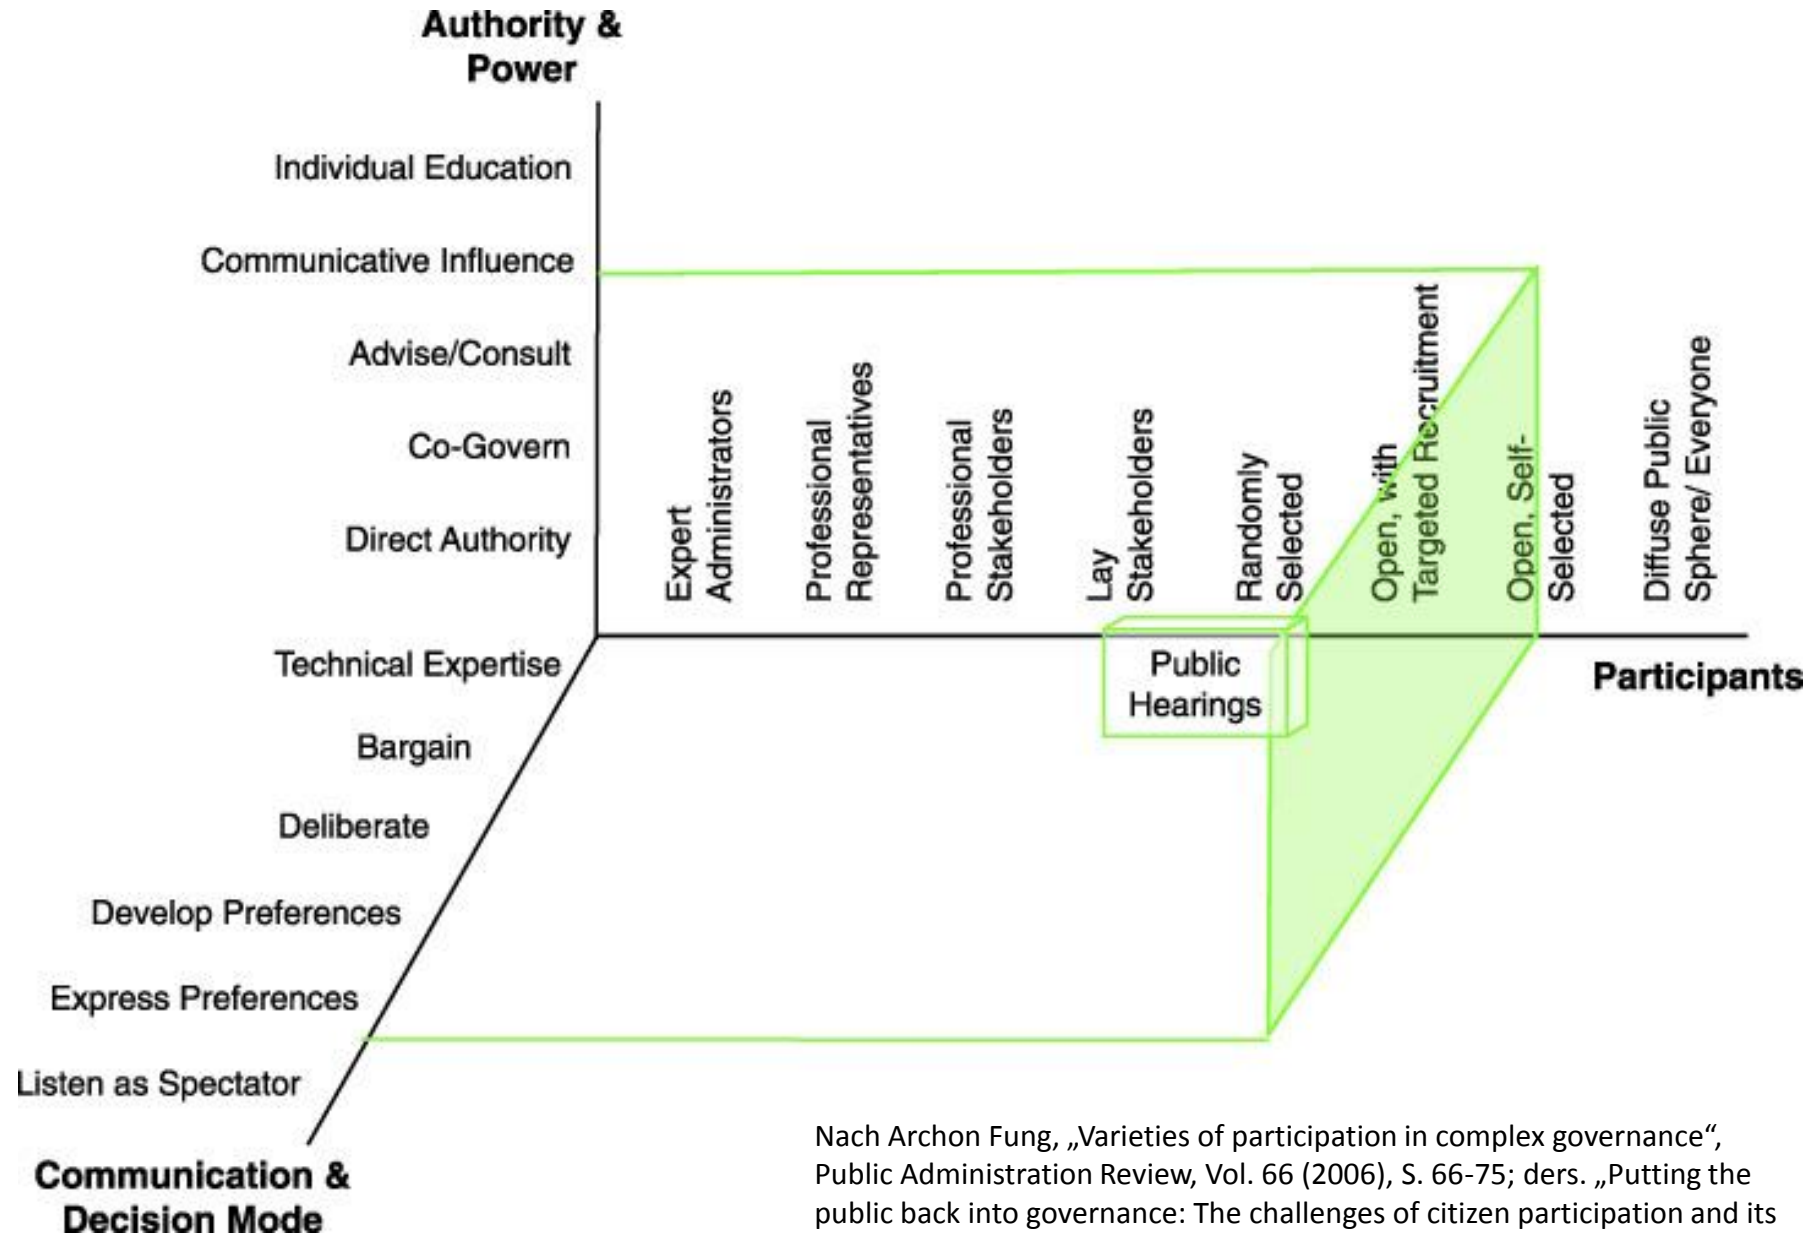 Authority &
Power
Individual Education
Communicative Influence
Advise/Consult
Co-Govern
Direct Authority
Expert
Administrators
Professional
Representatives
Professional
Stakeholders
Lay
Stakeholders
Randomly
Selected
Open, with
Targeted Recruitment
Open, Self-
Selected
Diffuse Public
Sphere/ Everyone
Participants
Public
Hearings
Technical Expertise
Bargain
Deliberate
Develop Preferences
Express Preferences
Listen as Spectator
Communication &
Decision Mode
Nach Archon Fung, „Varieties of participation in complex governance“,
Public Administration Review, Vol. 66 (2006), S. 66-75; ders. „Putting the
public back into governance: The challenges of citizen participation and its